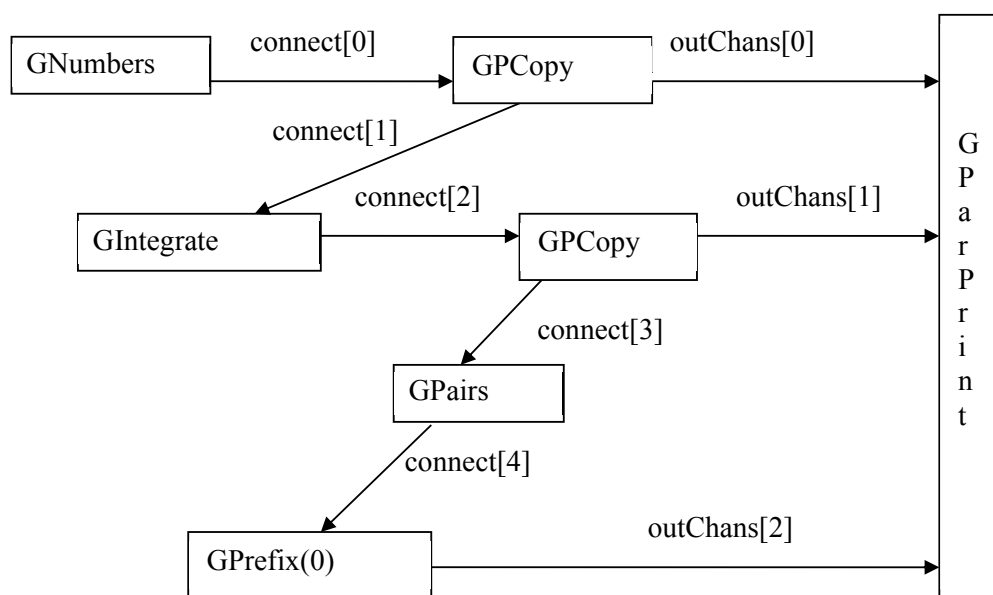 connect[0]
outChans[0]
GNumbers
GPCopy
connect[1]
G
P
a
r
P
r
i
n
t
connect[2]
outChans[1]
GIntegrate
GPCopy
connect[3]
GPairs
connect[4]
outChans[2]
GPrefix(0)